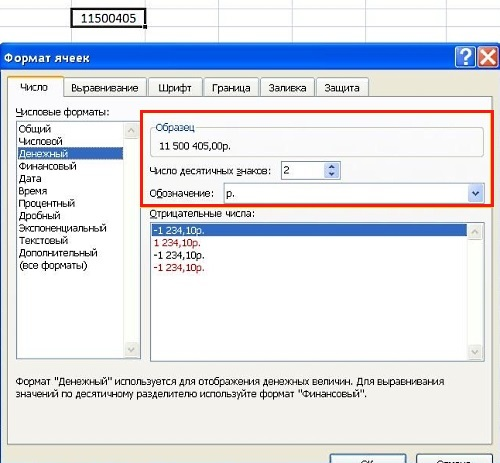 11500405
Формат ячеек
Число Выравнивание Шрифт Граница Заливка Защита
Числовые форматы:
Общий
Числовой
Денежный
Финансовый
Дата
Время
Процентный
Дробный
Экспоненциальный
Текстовый
Дополнительный
(все форматы)
Образец
11 500 405,00р.
Число десятичных знаков: 2
Обозначение: р.
Отрицательные числа:
-1 234,10р.
1 234,10р.
-1 234,10р.
-1 234,10р.
Формат "Денежный" используется для отображения денежных величин. Для выравнивания
значений по десятичному разделителю используйте формат "Финансовый".